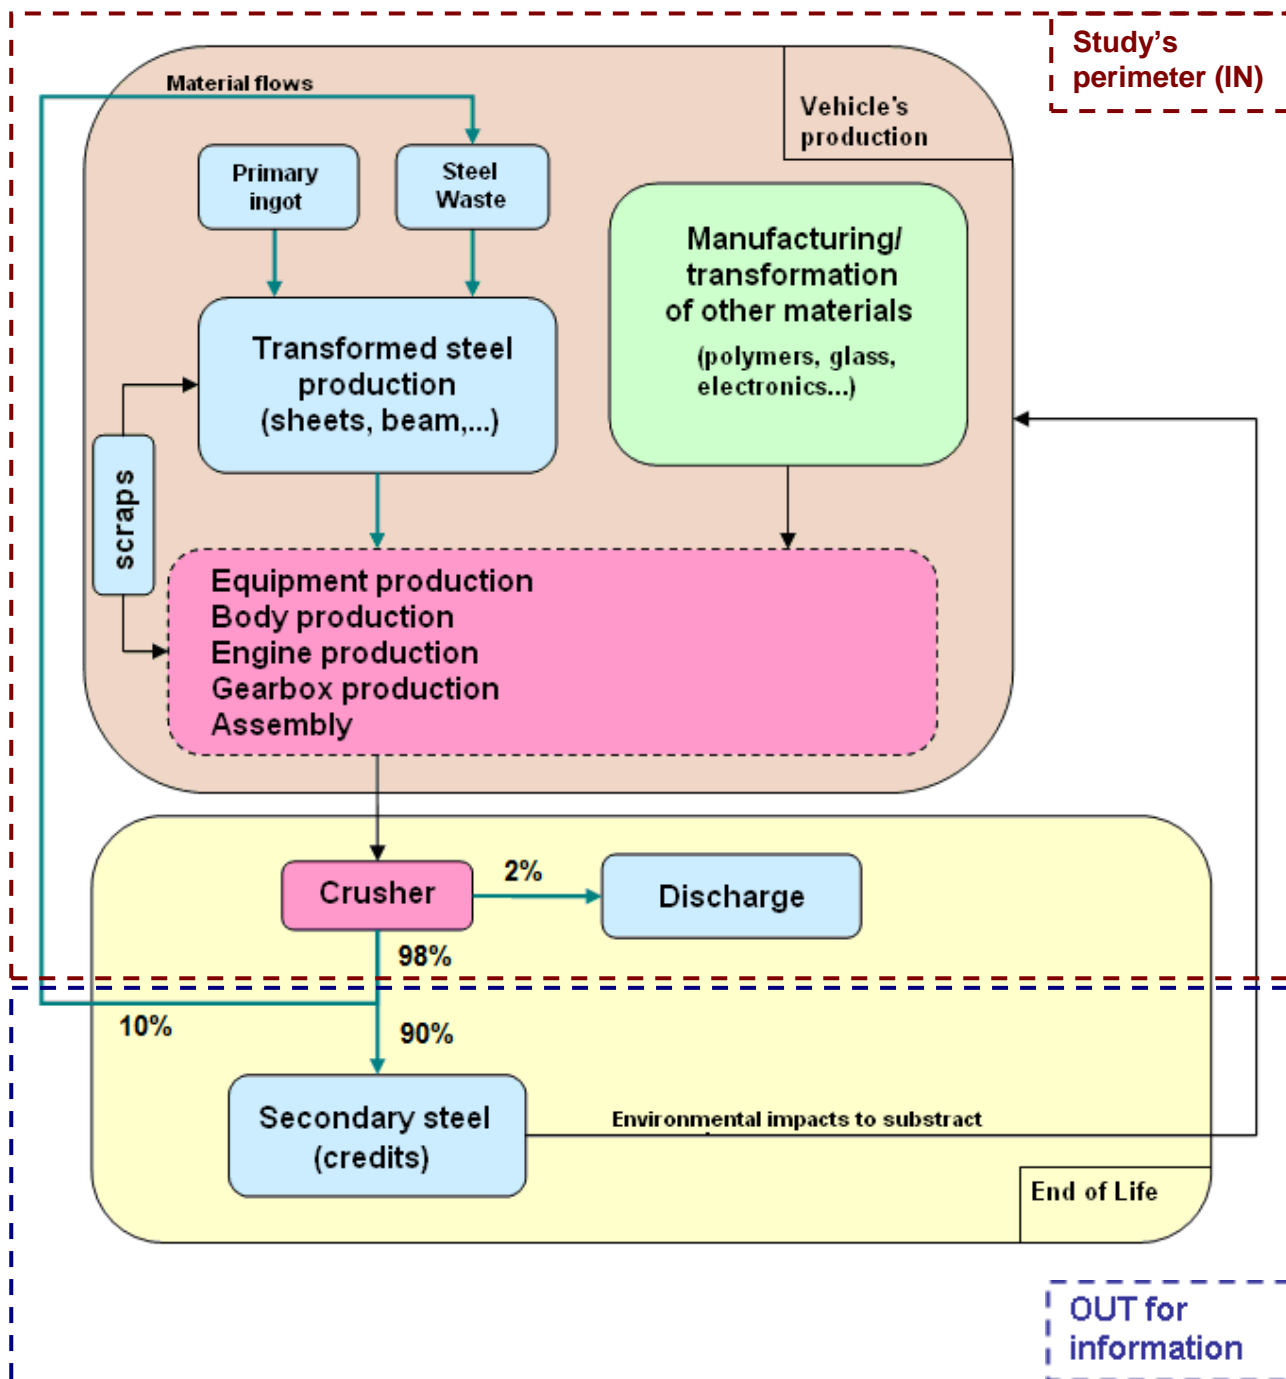 Study's
perimeter (IN)
Material flows
Vehicle's
production
Primary
ingot
Steel
Waste
Manufacturing/
transformation
of other materials
(polymers, glass,
electronics...)
Transformed steel
production
(sheets, beam,...)
scraps
Equipment production
Body production
Engine production
Gearbox production
Assembly
Crusher
2%
Discharge
98%
10%
90%
Secondary steel
(credits)
Environmental impacts to substract
End of Life
OUT for
information